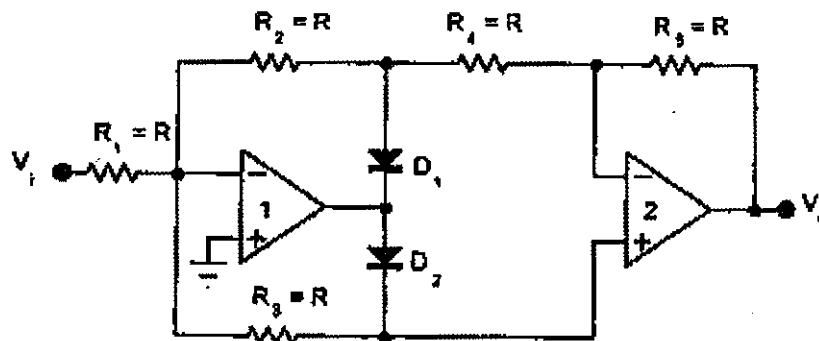 R₂ = R R₄ = R R₅ = R
R₁ = R
Vᵢ
D₁
1
2
V
D₂
R₃ = R